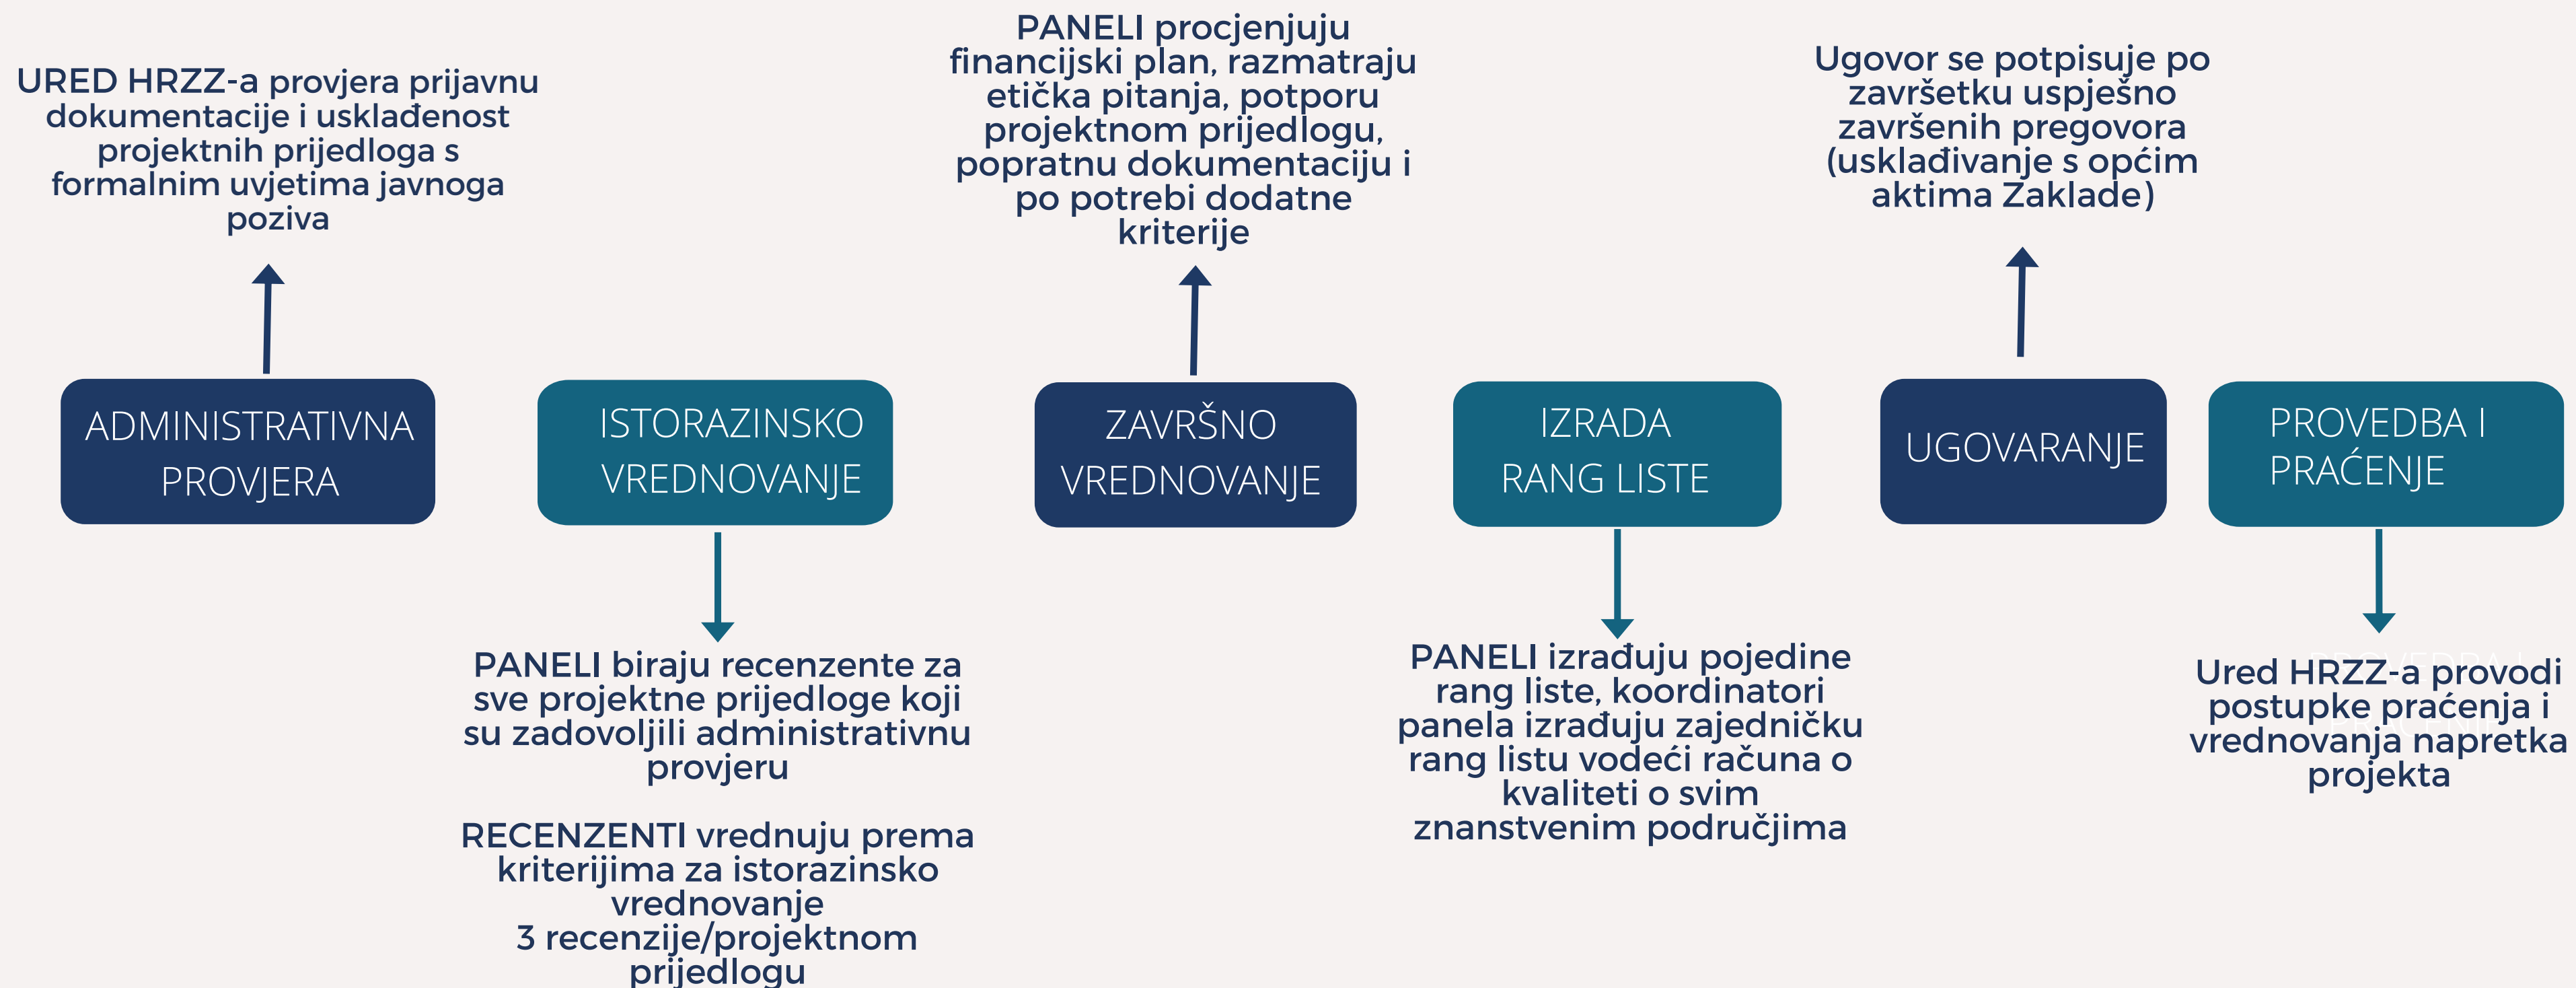 URED HRZZ-a provjera prijavnu
dokumentacije i usklađenost
projektnih prijedloga s
formalnim uvjetima javnoga
poziva
PANELI procjenjuju
financijski plan, razmatraju
etička pitanja, potporu
projektnom prijedlogu,
popratnu dokumentaciju i
po potrebi dodatne
kriterije
Ugovor se potpisuje po
završetku uspješno
završenih pregovora
(usklađivanje s općim
aktima Zaklade)
ADMINISTRATIVNA
PROVJERA
ISTORAZINSKO
VREDNOVANJE
ZAVRŠNO
VREDNOVANJE
IZRADA
RANG LISTE
UGOVARANJE
PROVEDBA I
PRAĆENJE
PANELI biraju recenzente za
sve projektne prijedloge koji
su zadovoljili administrativnu
provjeru
RECENZENTI vrednuju prema
kriterijima za istorazinsko
vrednovanje
3 recenzije/projektnom
prijedlogu
PANELI izrađuju pojedine
rang liste, koordinatori
panela izrađuju zajedničku
rang listu vodeći računa o
kvaliteti o svim
znanstvenim područjima
PROVEDBA I
Ured HRZZ-a provodi
postupke praćenja i
vrednovanja napretka
projekta